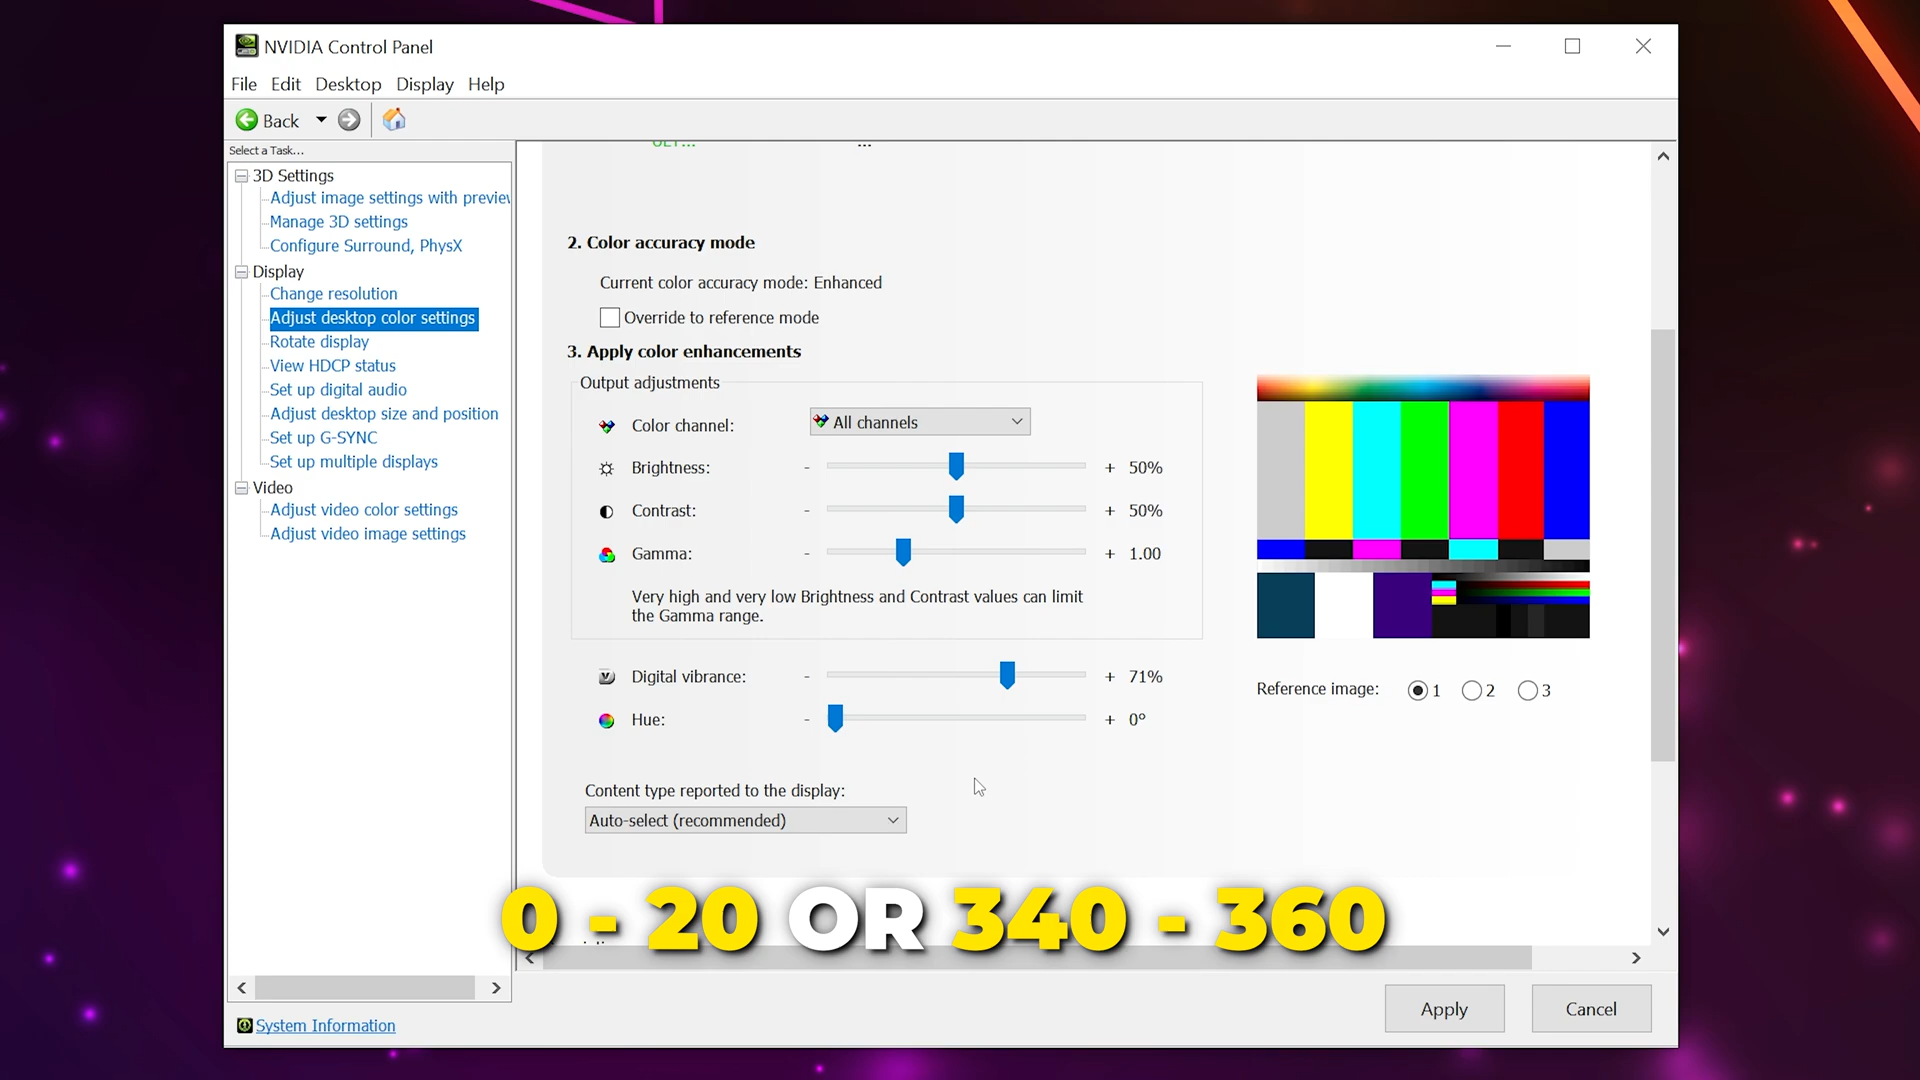 NVIDIA Control Panel
File Edit Desktop Display Help
Back
Select a Task...
3D Settings
Adjust image settings with preview
Manage 3D settings
Configure Surround, PhysX
Display
Change resolution
Adjust desktop color settings
Rotate display
View HDCP status
Set up digital audio
Adjust desktop size and position
Set up G-SYNC
Set up multiple displays
Video
Adjust video color settings
Adjust video image settings
System Information
...
2. Color accuracy mode
Current color accuracy mode: Enhanced
Override to reference mode
3. Apply color enhancements
Output adjustments
Color channel: All channels
Brightness: - + 50%
Contrast: - + 50%
Gamma: - + 1.00
Very high and very low Brightness and Contrast values can limit
the Gamma range.
Digital vibrance: - + 71%
Hue: - + 0°
Reference image: 1 2 3
Content type reported to the display:
Auto-select (recommended)
0 - 20 OR 340 - 360
Apply Cancel